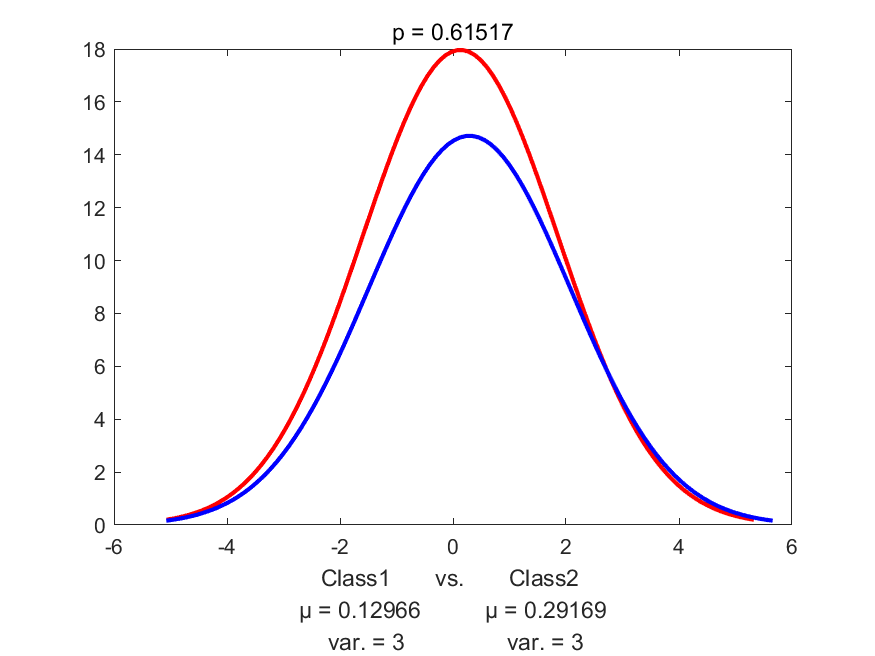 p = 0.61517
18
16
14
12
10
8
6
4
2
0
-6 -4 -2 0 2 4 6
Class1 vs. Class2
μ = 0.12966 μ = 0.29169
var. = 3 var. = 3